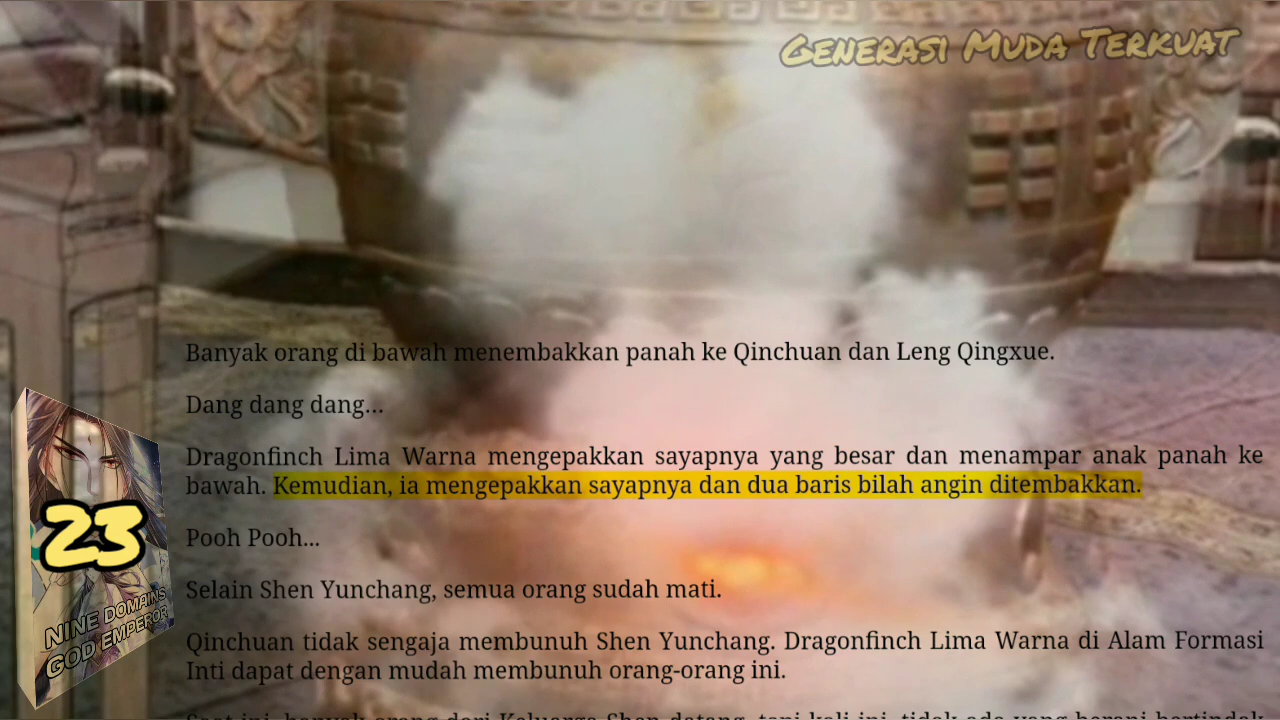 Generasi Muda Terkuat
Banyak orang di bawah menembakkan panah ke Qinchuan dan Leng Qingxue.
Dang dang dang...
Dragonfinch Lima Warna mengepakkan sayapnya yang besar dan menampar anak panah ke
bawah. Kemudian, ia mengepakkan sayapnya dan dua baris bilah angin ditembakkan.
Pooh Pooh...
Selain Shen Yunchang, semua orang sudah mati.
Qinchuan tidak sengaja membunuh Shen Yunchang. Dragonfinch Lima Warna di Alam Formasi
Inti dapat dengan mudah membunuh orang-orang ini.
23
NINE DOMAINS
GOD EMPEROR